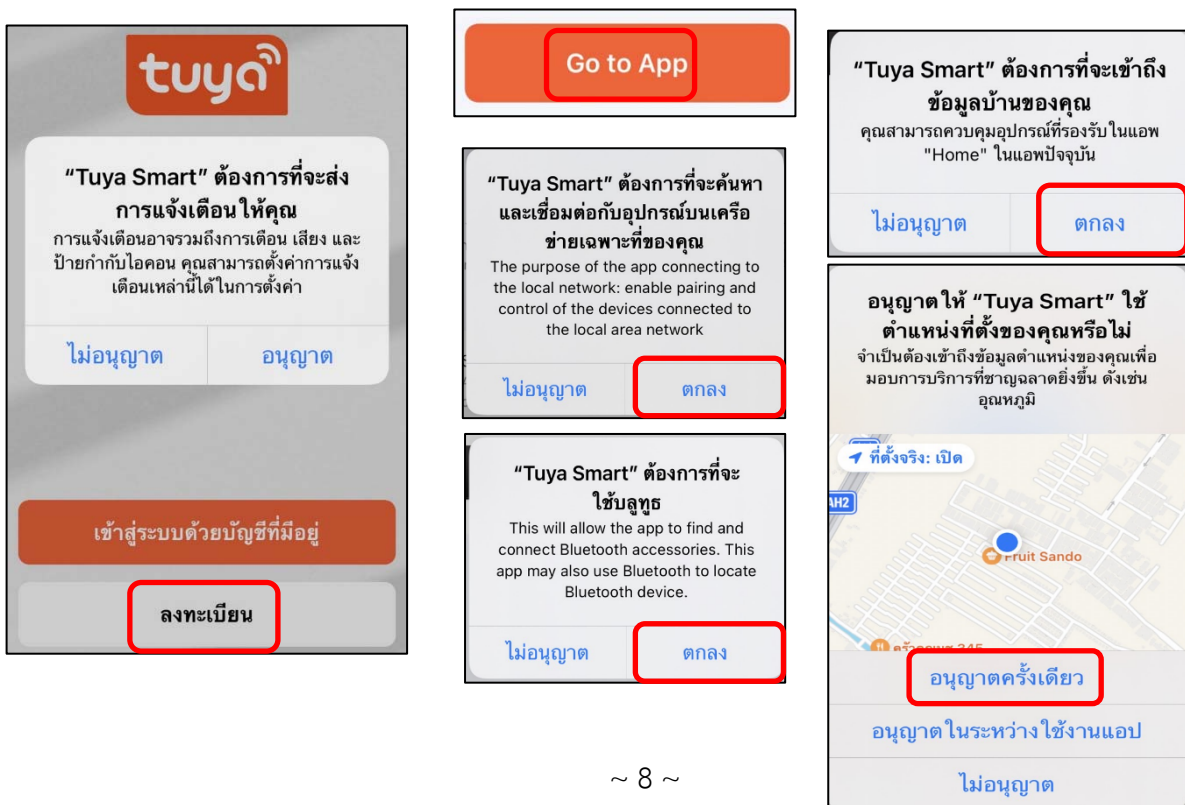 tuya
“Tuya Smart” ต้องการที่จะส่ง
การแจ้งเตือนให้คุณ
การแจ้งเตือนอาจรวมถึงการเตือน เสียง และ
ป้ายกำกับไอคอน คุณสามารถตั้งค่าการแจ้ง
เตือนเหล่านี้ได้ในการตั้งค่า
ไม่อนุญาต
อนุญาต
เข้าสู่ระบบด้วยบัญชีที่มีอยู่
ลงทะเบียน
Go to App
“Tuya Smart” ต้องการที่จะค้นหา
และเชื่อมต่อกับอุปกรณ์บนเครือ
ข่ายเฉพาะที่ของคุณ
The purpose of the app connecting to
the local network: enable pairing and
control of the devices connected to
the local area network
ไม่อนุญาต
ตกลง
“Tuya Smart” ต้องการที่จะ
ใช้บลูทูธ
This will allow the app to find and
connect Bluetooth accessories. This
app may also use Bluetooth to locate
Bluetooth device.
ไม่อนุญาต
ตกลง
“Tuya Smart” ต้องการที่จะเข้าถึง
ข้อมูลบ้านของคุณ
คุณสามารถควบคุมอุปกรณ์ที่รองรับในแอพ
"Home" ในแอพปัจจุบัน
ไม่อนุญาต
ตกลง
อนุญาตให้ “Tuya Smart” ใช้
ตำแหน่งที่ตั้งของคุณหรือไม่
จำเป็นต้องเข้าถึงข้อมูลตำแหน่งของคุณเพื่อ
มอบการบริการที่ชาญฉลาดยิ่งขึ้น ดังเช่น
อุณหภูมิ
ที่ตั้งจริง: เปิด
AH2
Fruit Sando
อนุญาตครั้งเดียว
อนุญาตในระหว่างใช้งานแอป
ไม่อนุญาต
~ 8 ~